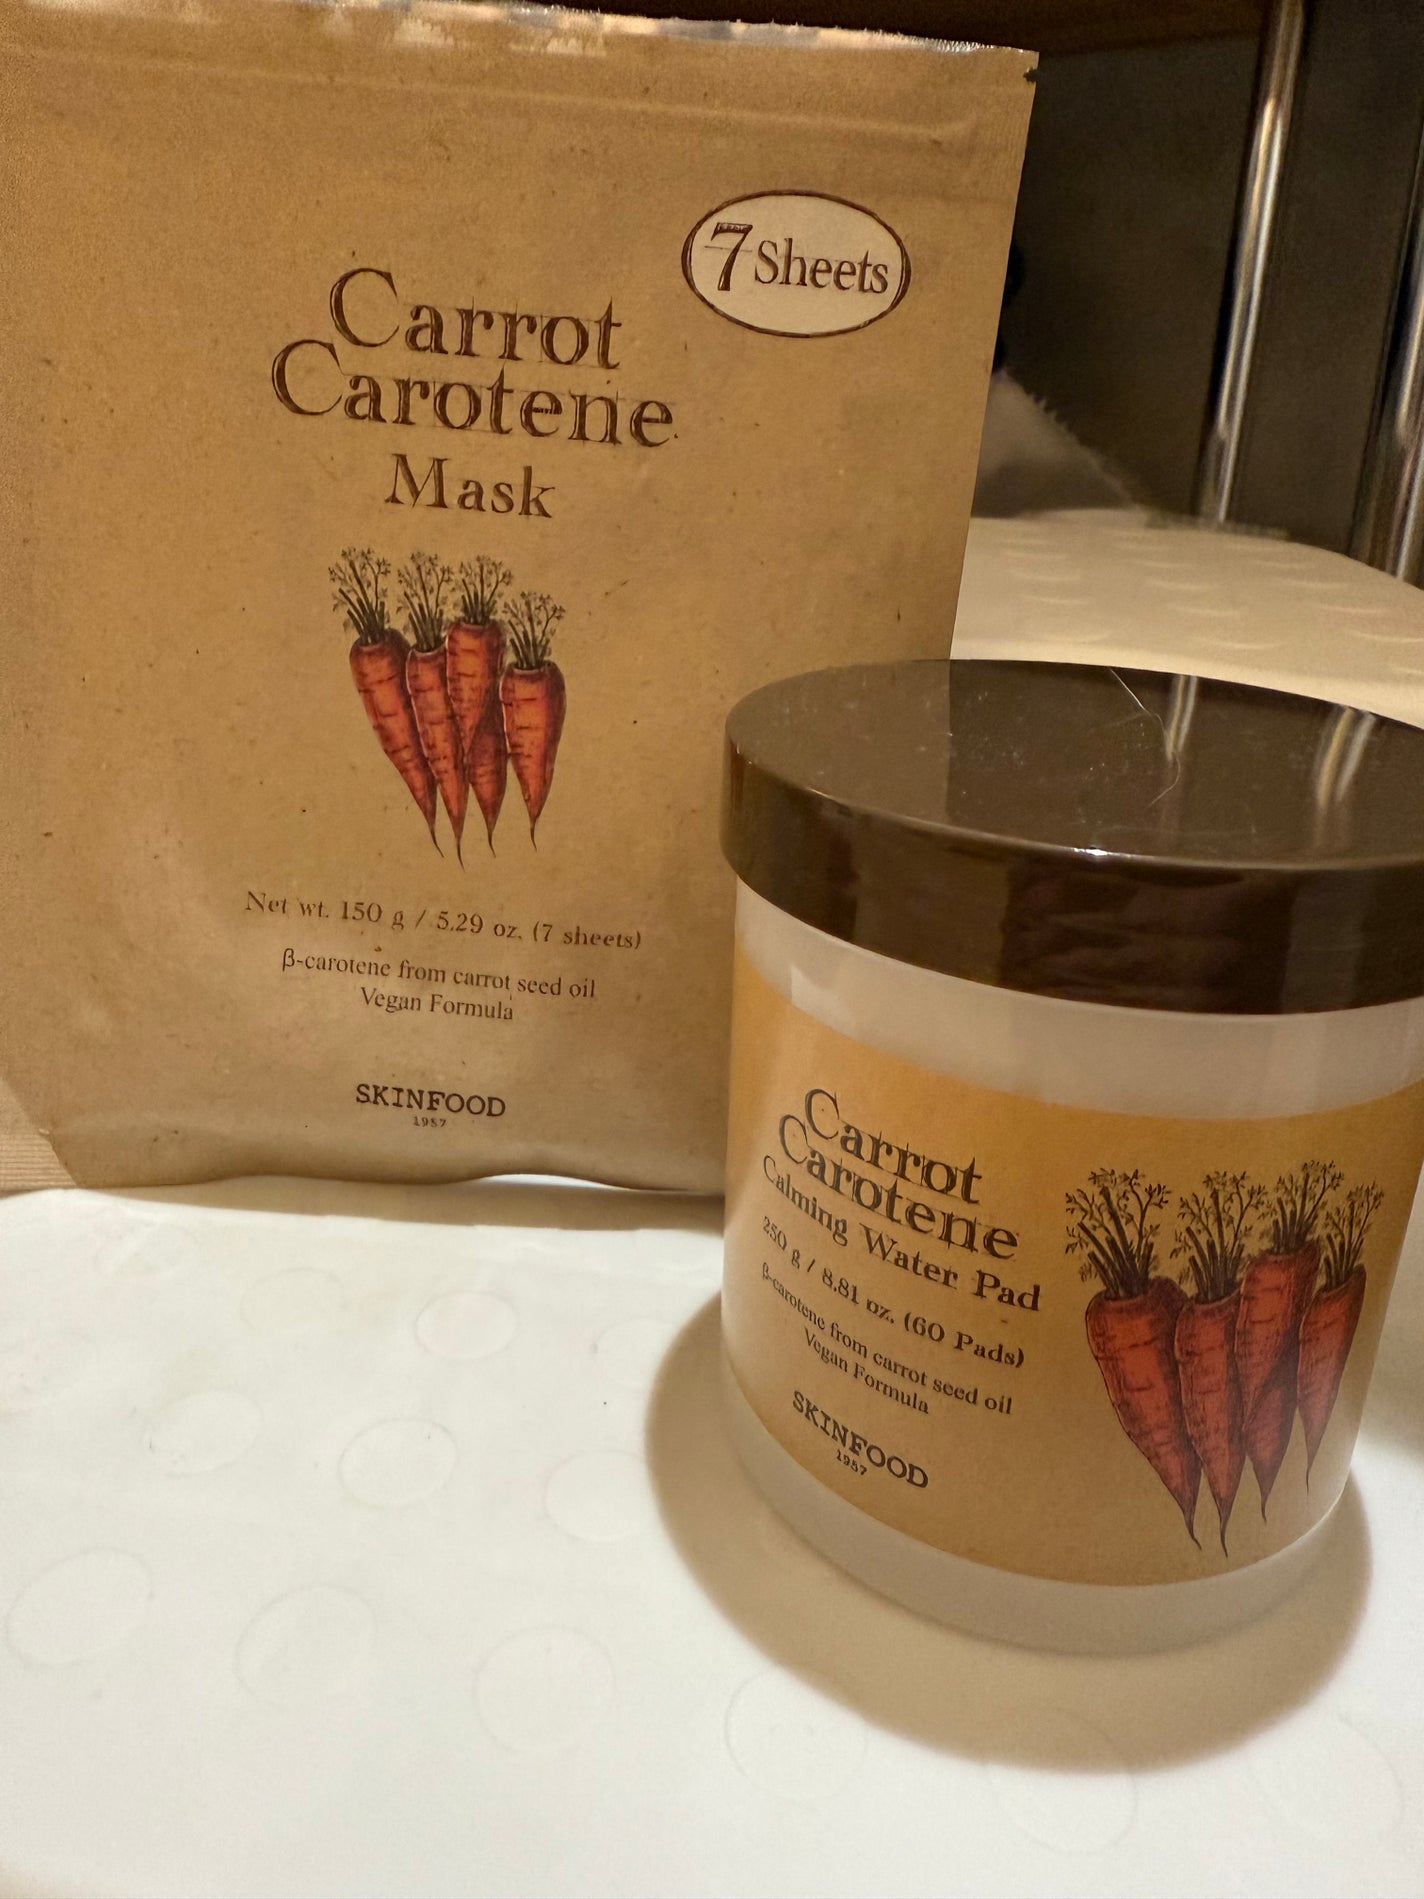 7 Sheets
Carrot
Carotene
Mask
Net wt. 150 g / 5.29 oz. (7 sheets)
β-carotene from carrot seed oil
Vegan Formula
SKINFOOD
1957
Carrot
Carotene
Calming Water Pad
250 g / 8.81 oz. (60 Pads)
β-carotene from carrot seed oil
Vegan Formula
SKINFOOD
1957